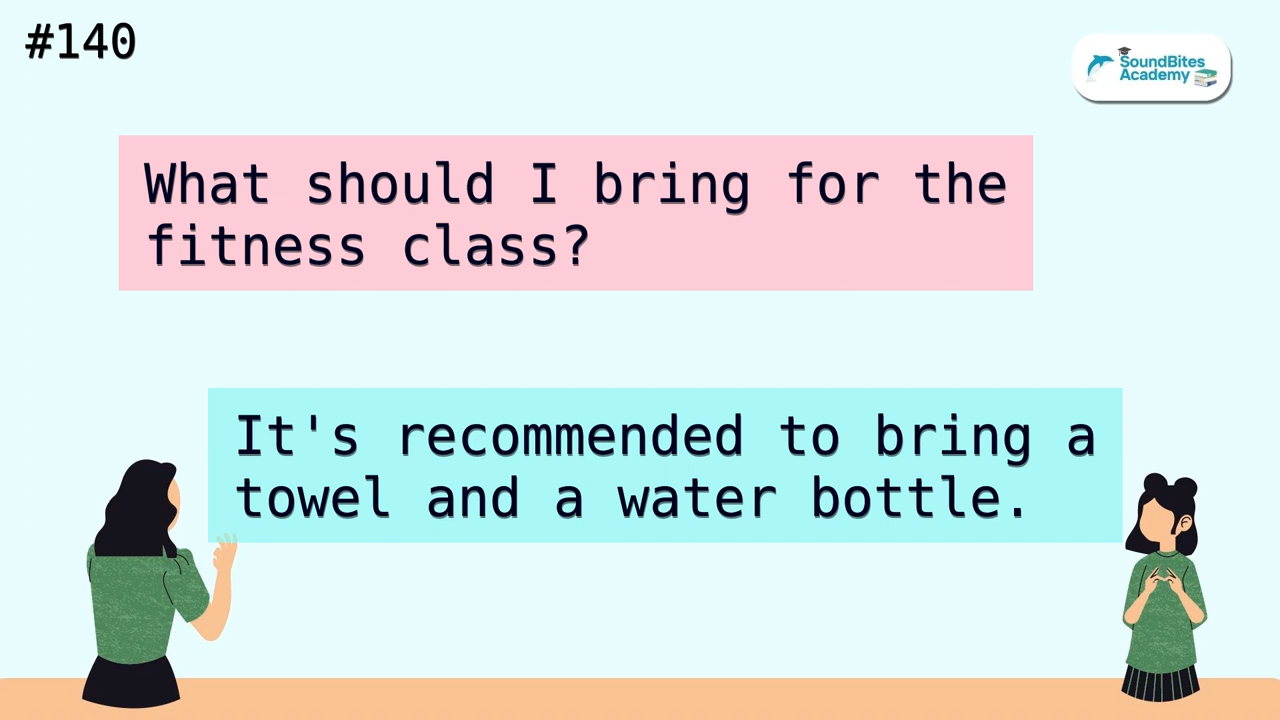 #140
SoundBites
Academy
What should I bring for the
fitness class?
It's recommended to bring a
towel and a water bottle.